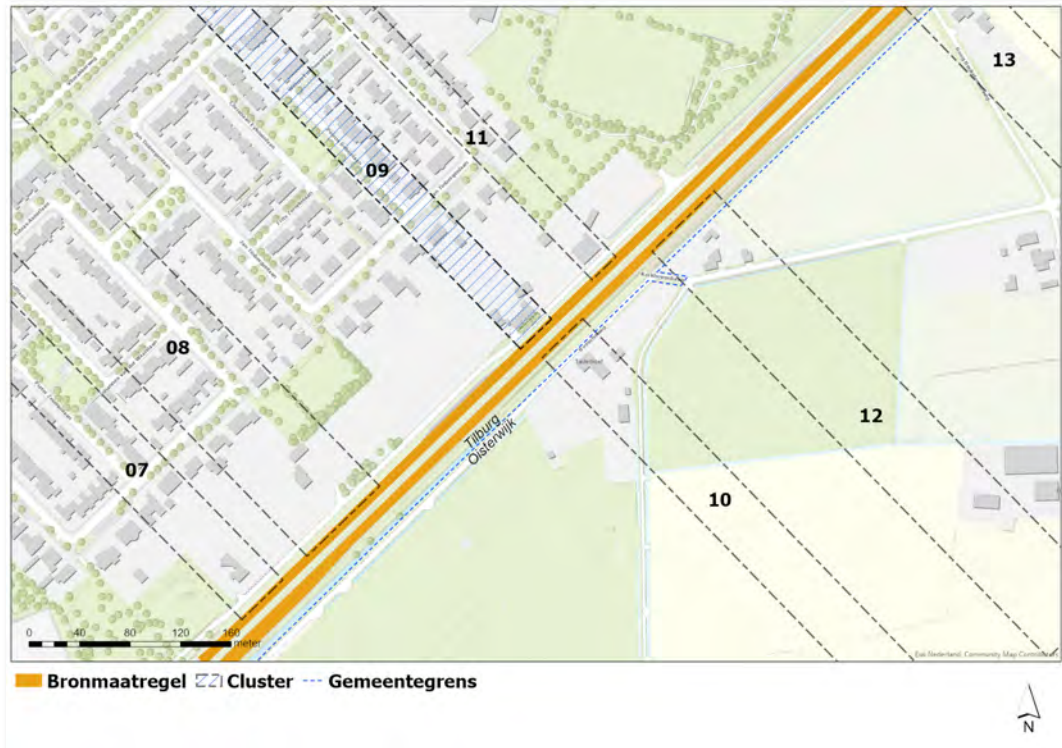 13
11
09
08
12
07
10
Tilburg
Oisterwijk
0 40 80 120 160
meter
Esri Nederland, Community Map Contributors
Bronmaatregel Cluster Gemeentegrens
N